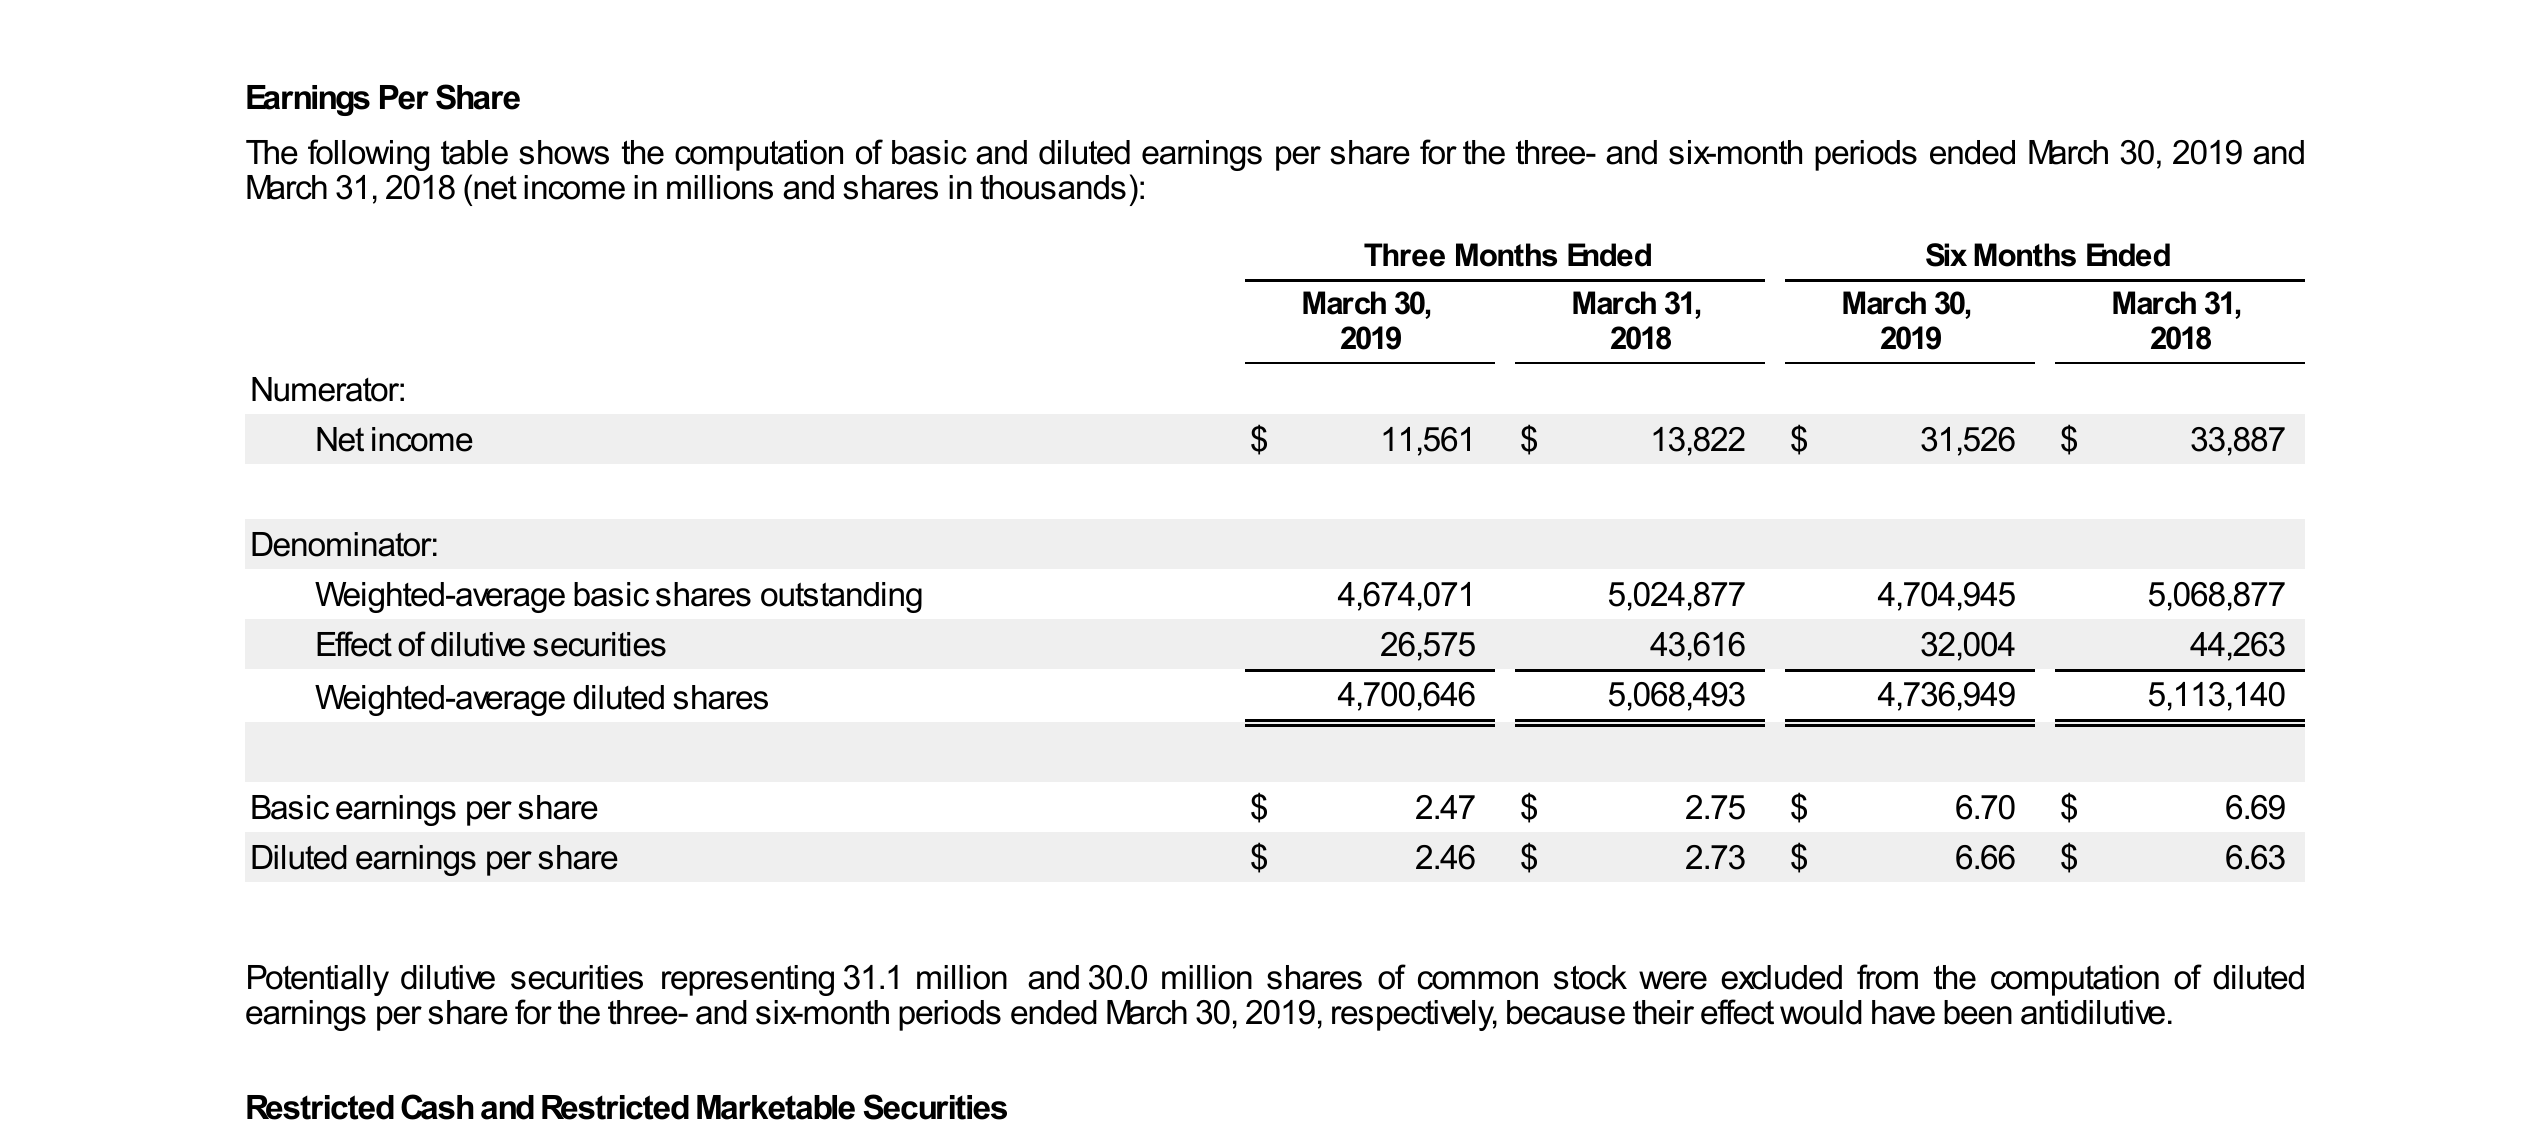 Earnings Per Share
The following table shows the computation of basic and diluted earnings per share for the three- and six-month periods ended March 30, 2019 and
March 31, 2018 (net income in millions and shares in thousands):
Three Months Ended Six Months Ended
March 30, March 31, March 30, March 31,
2019 2018 2019 2018
Numerator:
Net income $ 11,561 $ 13,822 $ 31,526 $ 33,887
Denominator:
Weighted-average basic shares outstanding 4,674,071 5,024,877 4,704,945 5,068,877
Effect of dilutive securities 26,575 43,616 32,004 44,263
Weighted-average diluted shares 4,700,646 5,068,493 4,736,949 5,113,140
Basic earnings per share $ 2.47 $ 2.75 $ 6.70 $ 6.69
Diluted earnings per share $ 2.46 $ 2.73 $ 6.66 $ 6.63
Potentially dilutive securities representing 31.1 million and 30.0 million shares of common stock were excluded from the computation of diluted
earnings per share for the three- and six-month periods ended March 30, 2019, respectively, because their effect would have been antidilutive.
Restricted Cash and Restricted Marketable Securities